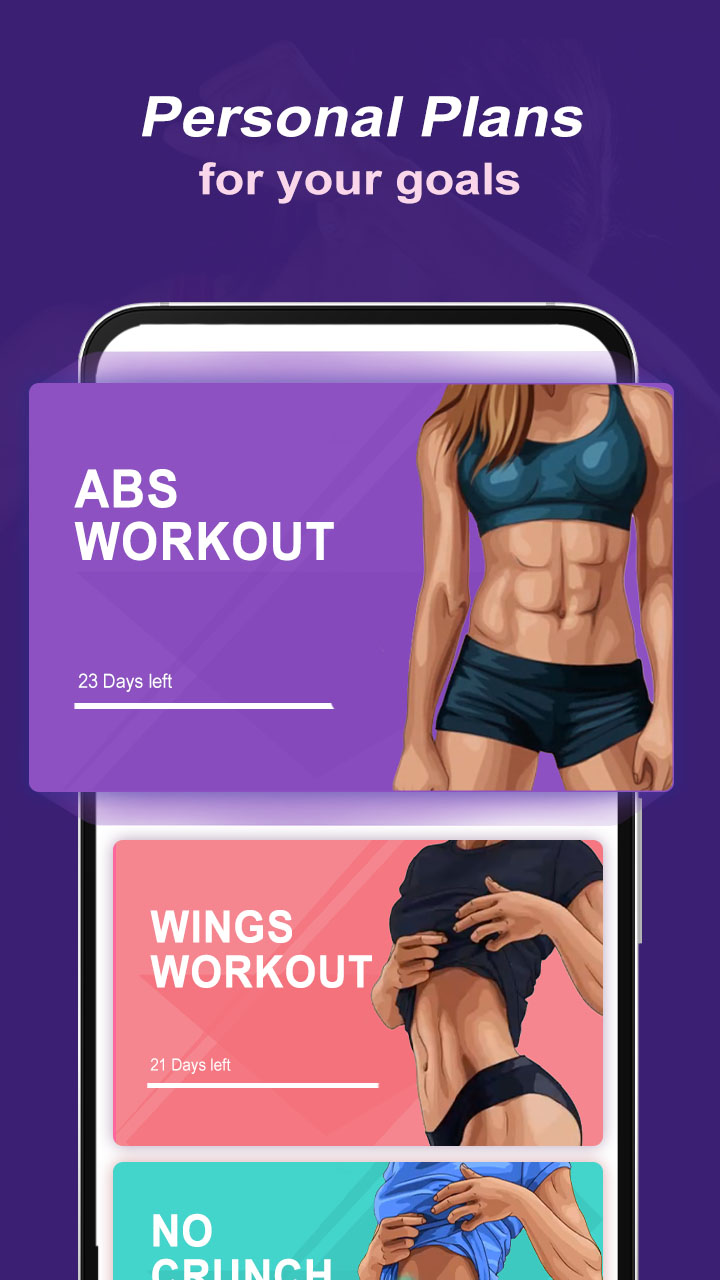 Personal Plans
for your goals
ABS
WORKOUT
23 Days left
WINGS
WORKOUT
21 Days left
NO
CRUNCH